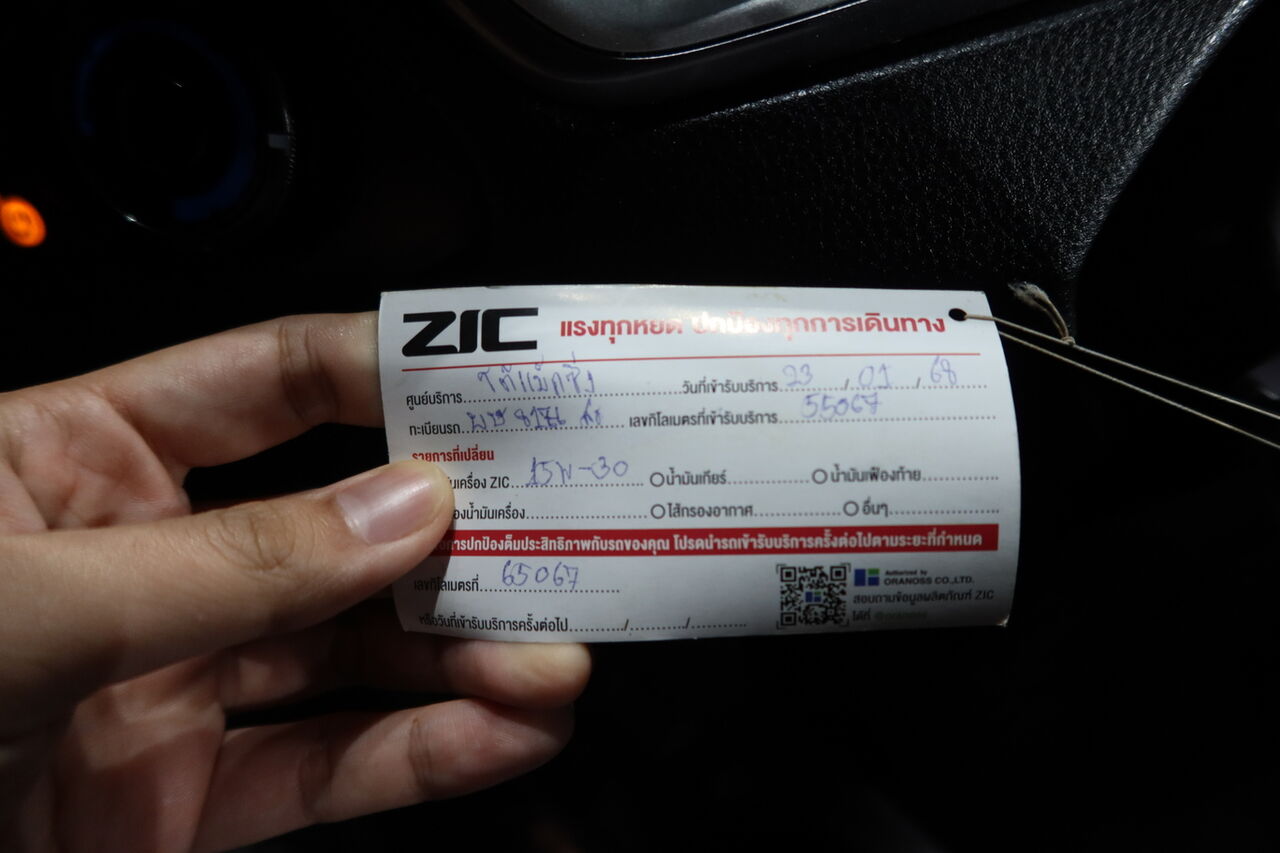 ZIC แรงทุกหยด ปกป้องทุกการเดินทาง
ศูนย์บริการ วันที่เข้ารับบริการ 23 / 01 / 68
ทะเบียนรถ เลขกิโลเมตรที่เข้ารับบริการ 55067
รายการที่เปลี่ยน
นเครื่อง ZIC 15W-30 น้ำมันเกียร์ น้ำมันเฟืองท้าย
องน้ำมันเครื่อง ไส้กรองอากาศ อื่นๆ
การปกป้องเต็มประสิทธิภาพกับรถของคุณ โปรดนำรถเข้ารับบริการครั้งต่อไปตามระยะที่กำหนด
เลขกิโลเมตรที่ 65067
Authorized by
ORANOSS CO.,LTD.
สอบถามข้อมูลผลิตภัณฑ์ ZIC
ได้ที่ @oranoss
หรือวันที่เข้ารับบริการครั้งต่อไป / /